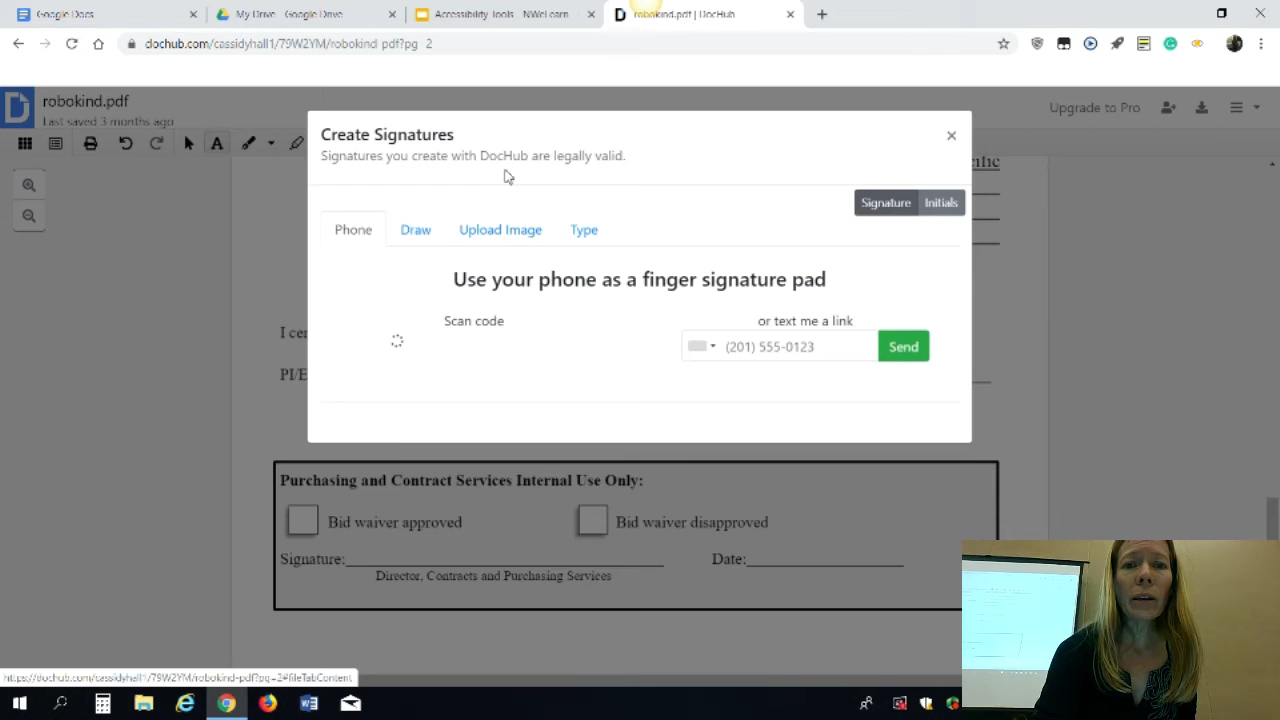 Google Docs
My Drive - Google Drive
Accessibility Tools - NWeLearn
robokind.pdf | DocHub
dochub.com/cassidyhall1/79W2YM/robokind-pdf?pg=2
robokind.pdf
Last saved 3 months ago
Upgrade to Pro
A
Create Signatures
Signatures you create with DocHub are legally valid.
Signature Initials
Phone Draw Upload Image Type
Use your phone as a finger signature pad
Scan code
or text me a link
(201) 555-0123 Send
I cer
PI/E
Purchasing and Contract Services Internal Use Only:
Bid waiver approved Bid waiver disapproved
Signature: Date:
Director, Contracts and Purchasing Services
https://dochub.com/cassidyhall1/79W2YM/robokind-pdf?pg=2#fileTabContent